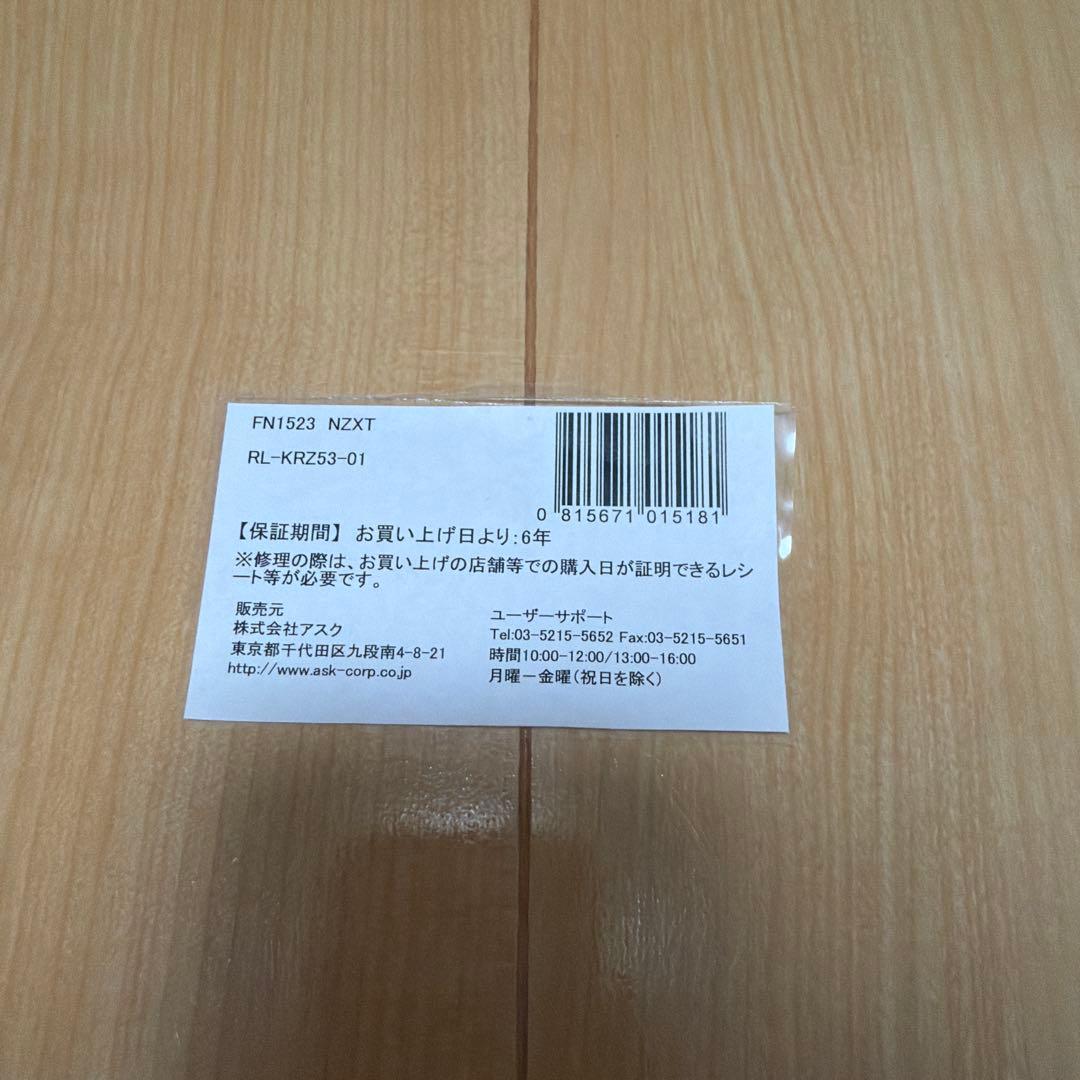 FN1523 NZXT
RL-KRZ53-01
0 815671 015181
【保証期間】 お買い上げ日より:6年
※修理の際は、お買い上げの店舗等での購入日が証明できるレシ
ート等が必要です。
販売元
株式会社アスク
東京都千代田区九段南4-8-21
http://www.ask-corp.co.jp
ユーザーサポート
Tel:03-5215-5652 Fax:03-5215-5651
時間10:00-12:00/13:00-16:00
月曜－金曜(祝日を除く)